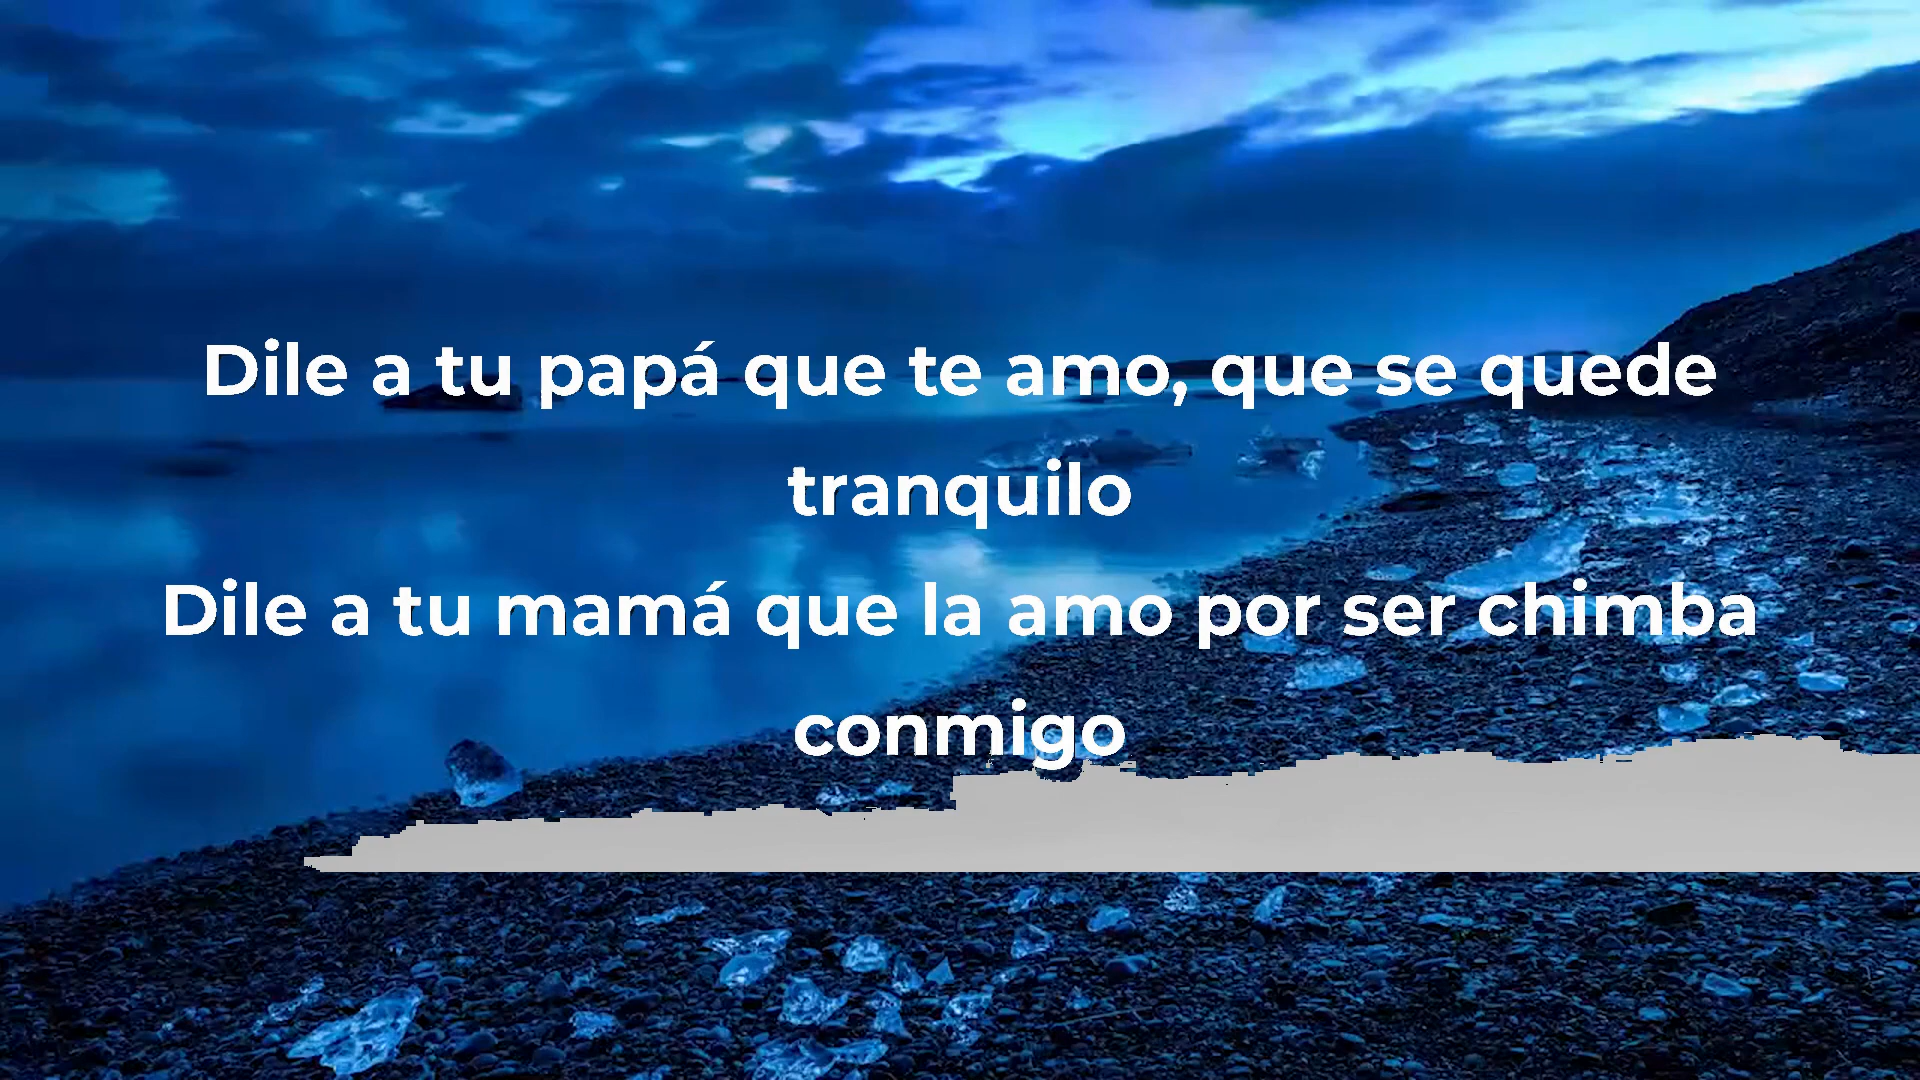 Dile a tu papá que te amo, que se quede
tranquilo
Dile a tu mamá que la amo por ser chimba
conmigo